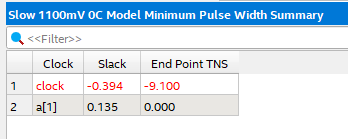 Slow 1100mV 0C Model Minimum Pulse Width Summary
<<Filter>>
Clock Slack End Point TNS
1 clock -0.394 -9.100
2 a[1] 0.135 0.000